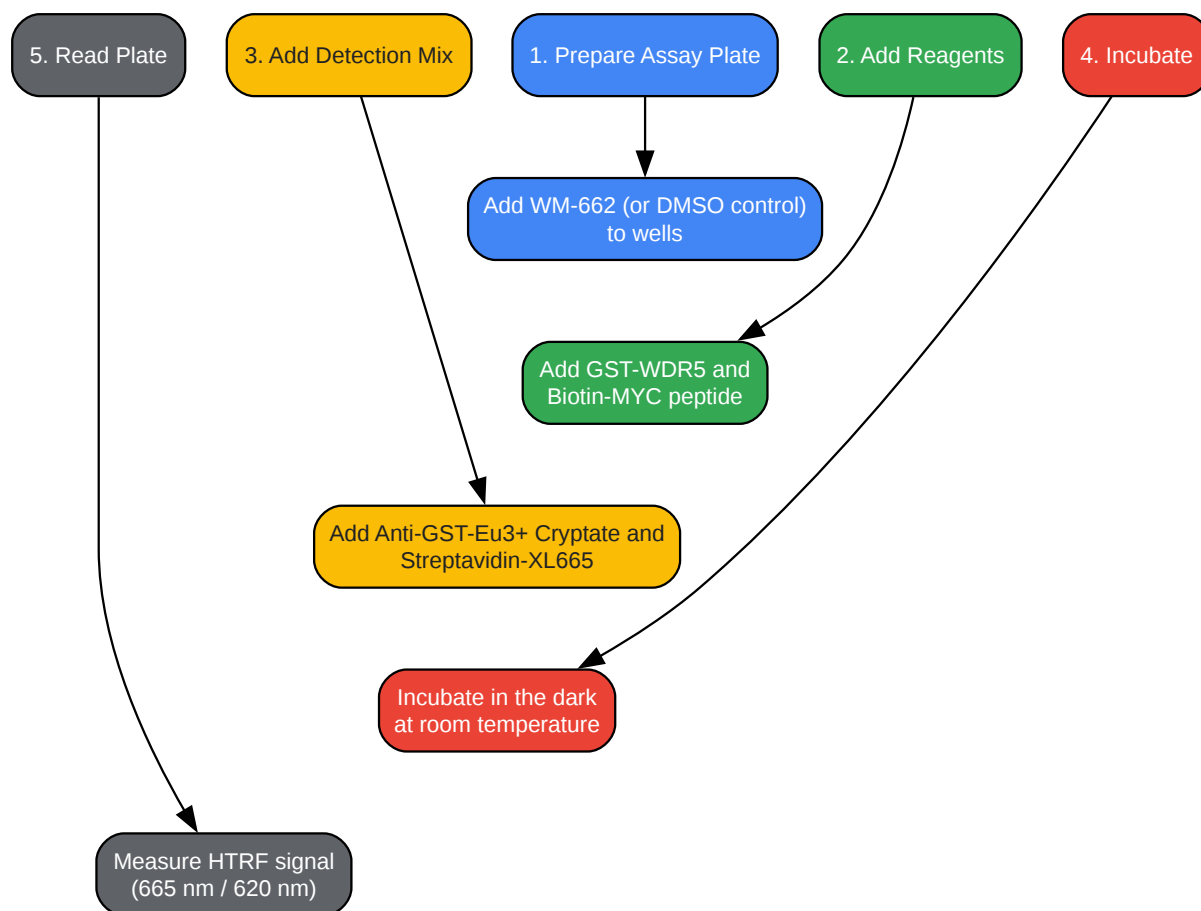 5. Read Plate
3. Add Detection Mix
1. Prepare Assay Plate
2. Add Reagents
4. Incubate
Add WM-662 (or DMSO control)
to wells
Add GST-WDR5 and
Biotin-MYC peptide
Add Anti-GST-Eu3+ Cryptate and
Streptavidin-XL665
Incubate in the dark
at room temperature
Measure HTRF signal
(665 nm / 620 nm)